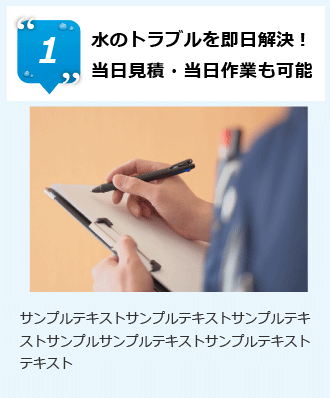 1
水のトラブルを即日解決！
当日見積・当日作業も可能
サンプルテキストサンプルテキストサンプルテキ
ストサンプルサンプルテキストサンプルテキスト
テキスト